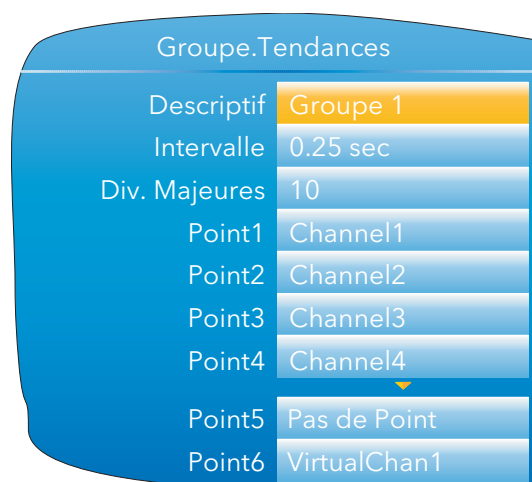 Groupe.Tendances
Descriptif Groupe 1
Intervalle 0.25 sec
Div. Majeures 10
Point1 Channel1
Point2 Channel2
Point3 Channel3
Point4 Channel4
Point5 Pas de Point
Point6 VirtualChan1